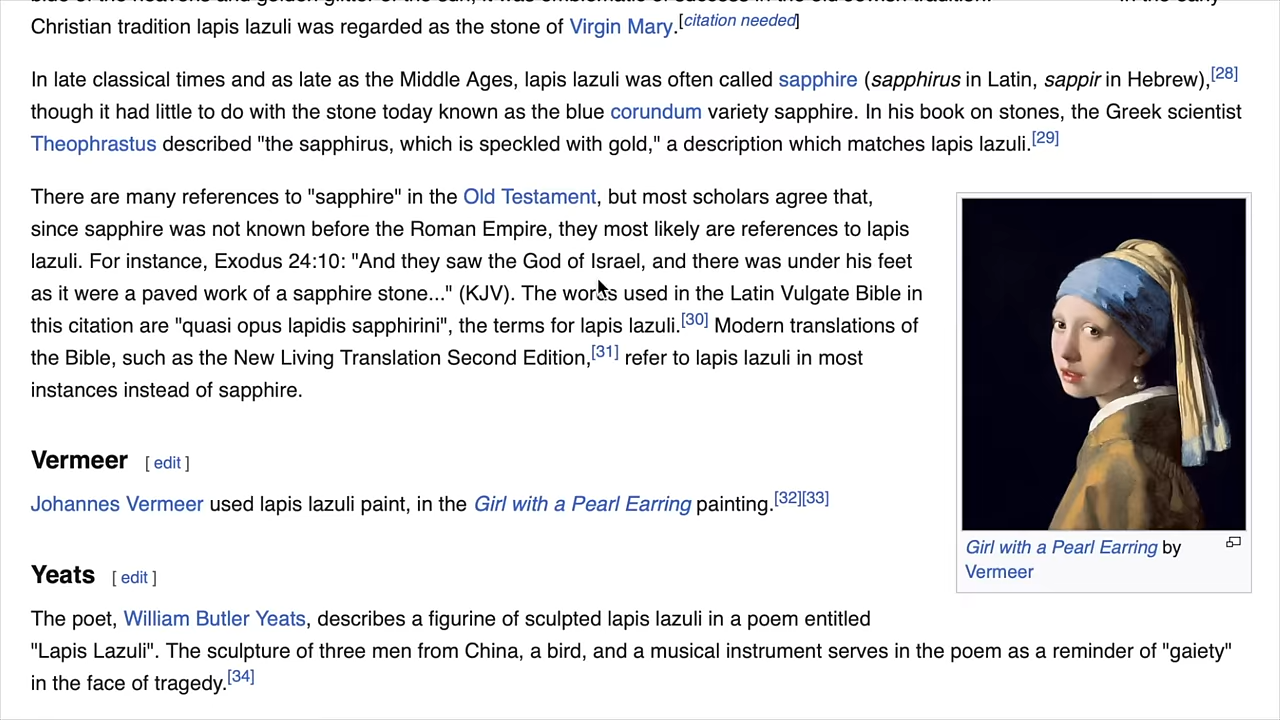 Christian tradition lapis lazuli was regarded as the stone of Virgin Mary.[citation needed]
In late classical times and as late as the Middle Ages, lapis lazuli was often called sapphire (sapphirus in Latin, sappir in Hebrew),[28]
though it had little to do with the stone today known as the blue corundum variety sapphire. In his book on stones, the Greek scientist
Theophrastus described "the sapphirus, which is speckled with gold," a description which matches lapis lazuli.[29]
There are many references to "sapphire" in the Old Testament, but most scholars agree that,
since sapphire was not known before the Roman Empire, they most likely are references to lapis
lazuli. For instance, Exodus 24:10: "And they saw the God of Israel, and there was under his feet
as it were a paved work of a sapphire stone..." (KJV). The words used in the Latin Vulgate Bible in
this citation are "quasi opus lapidis sapphirini", the terms for lapis lazuli.[30] Modern translations of
the Bible, such as the New Living Translation Second Edition,[31] refer to lapis lazuli in most
instances instead of sapphire.
Girl with a Pearl Earring by
Vermeer
Vermeer [ edit ]
Johannes Vermeer used lapis lazuli paint, in the Girl with a Pearl Earring painting.[32][33]
Yeats [ edit ]
The poet, William Butler Yeats, describes a figurine of sculpted lapis lazuli in a poem entitled
"Lapis Lazuli". The sculpture of three men from China, a bird, and a musical instrument serves in the poem as a reminder of "gaiety"
in the face of tragedy.[34]